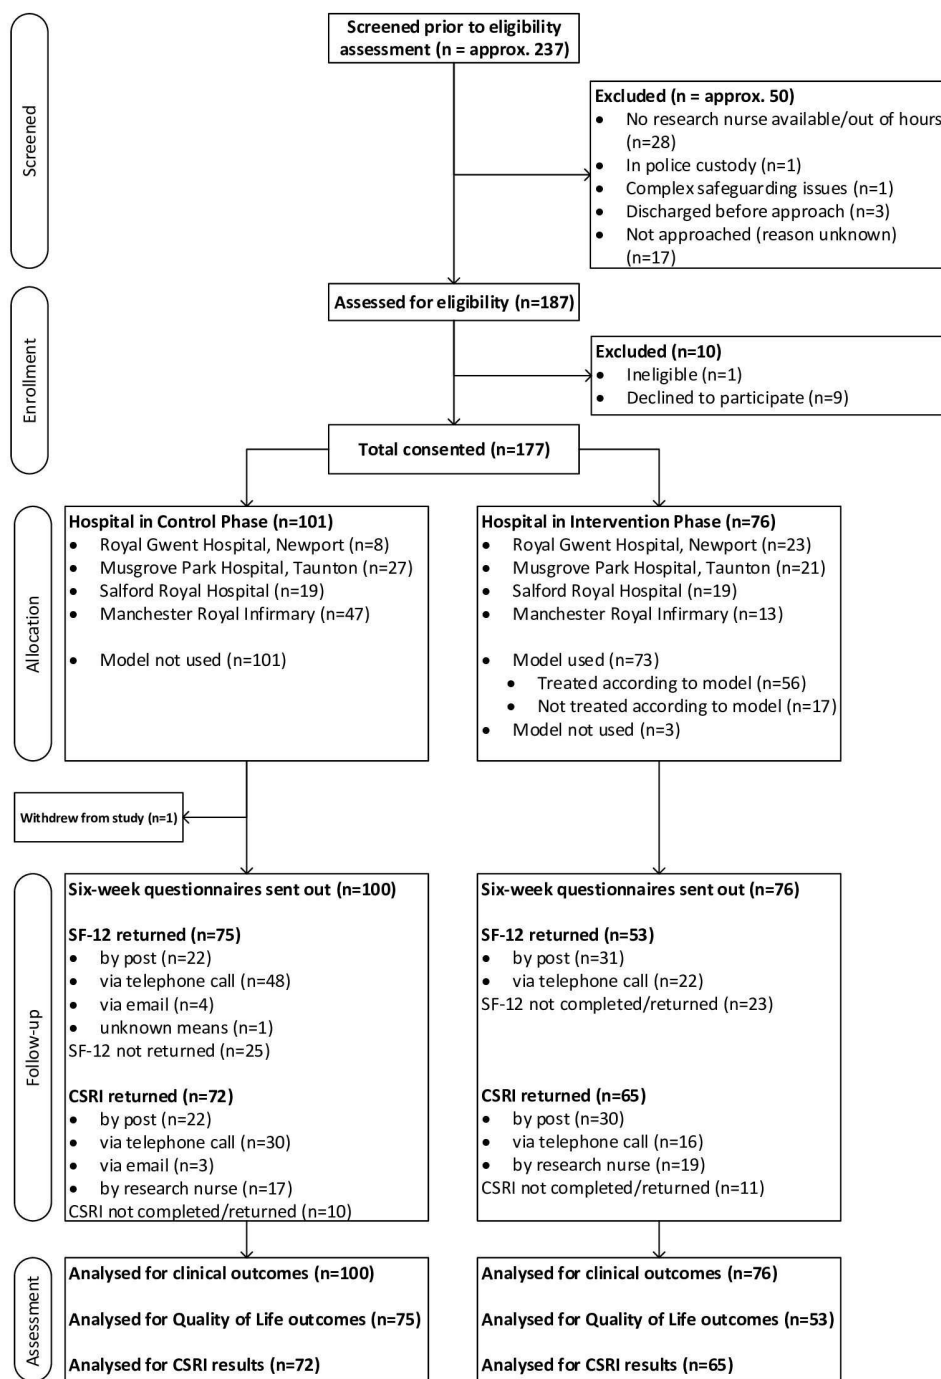 Screened
Screened prior to eligibility
assessment (n = approx. 237)
Excluded (n = approx. 50)
• No research nurse available/out of hours
(n=28)
• In police custody (n=1)
• Complex safeguarding issues (n=1)
• Discharged before approach (n=3)
• Not approached (reason unknown)
(n=17)
Enrollment
Assessed for eligibility (n=187)
Excluded (n=10)
• Ineligible (n=1)
• Declined to participate (n=9)
Total consented (n=177)
Allocation
Hospital in Control Phase (n=101)
• Royal Gwent Hospital, Newport (n=8)
• Musgrove Park Hospital, Taunton (n=27)
• Salford Royal Hospital (n=19)
• Manchester Royal Infirmary (n=47)
• Model not used (n=101)
Hospital in Intervention Phase (n=76)
• Royal Gwent Hospital, Newport (n=23)
• Musgrove Park Hospital, Taunton (n=21)
• Salford Royal Hospital (n=19)
• Manchester Royal Infirmary (n=13)
• Model used (n=73)
• Treated according to model (n=56)
• Not treated according to model (n=17)
• Model not used (n=3)
Withdrew from study (n=1)
Follow-up
Six-week questionnaires sent out (n=100)
SF-12 returned (n=75)
• by post (n=22)
• via telephone call (n=48)
• via email (n=4)
• unknown means (n=1)
SF-12 not returned (n=25)
CSRI returned (n=72)
• by post (n=22)
• via telephone call (n=30)
• via email (n=3)
• by research nurse (n=17)
CSRI not completed/returned (n=10)
Six-week questionnaires sent out (n=76)
SF-12 returned (n=53)
• by post (n=31)
• via telephone call (n=22)
SF-12 not completed/returned (n=23)
CSRI returned (n=65)
• by post (n=30)
• via telephone call (n=16)
• by research nurse (n=19)
CSRI not completed/returned (n=11)
Assessment
Analysed for clinical outcomes (n=100)
Analysed for Quality of Life outcomes (n=75)
Analysed for CSRI results (n=72)
Analysed for clinical outcomes (n=76)
Analysed for Quality of Life outcomes (n=53)
Analysed for CSRI results (n=65)